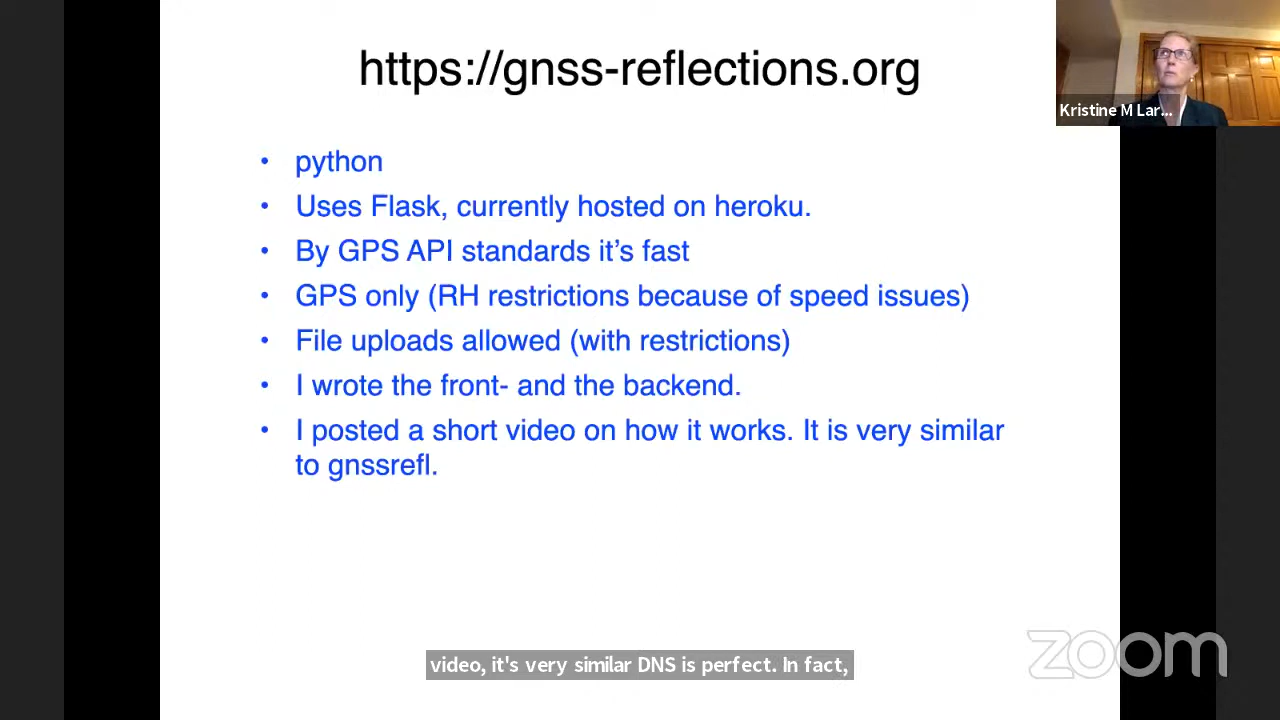 https://gnss-reflections.org
Kristine M Lar...
• python
• Uses Flask, currently hosted on heroku.
• By GPS API standards it's fast
• GPS only (RH restrictions because of speed issues)
• File uploads allowed (with restrictions)
• I wrote the front- and the backend.
• I posted a short video on how it works. It is very similar
to gnssrefl.
video, it's very similar DNS is perfect. In fact,
zoom